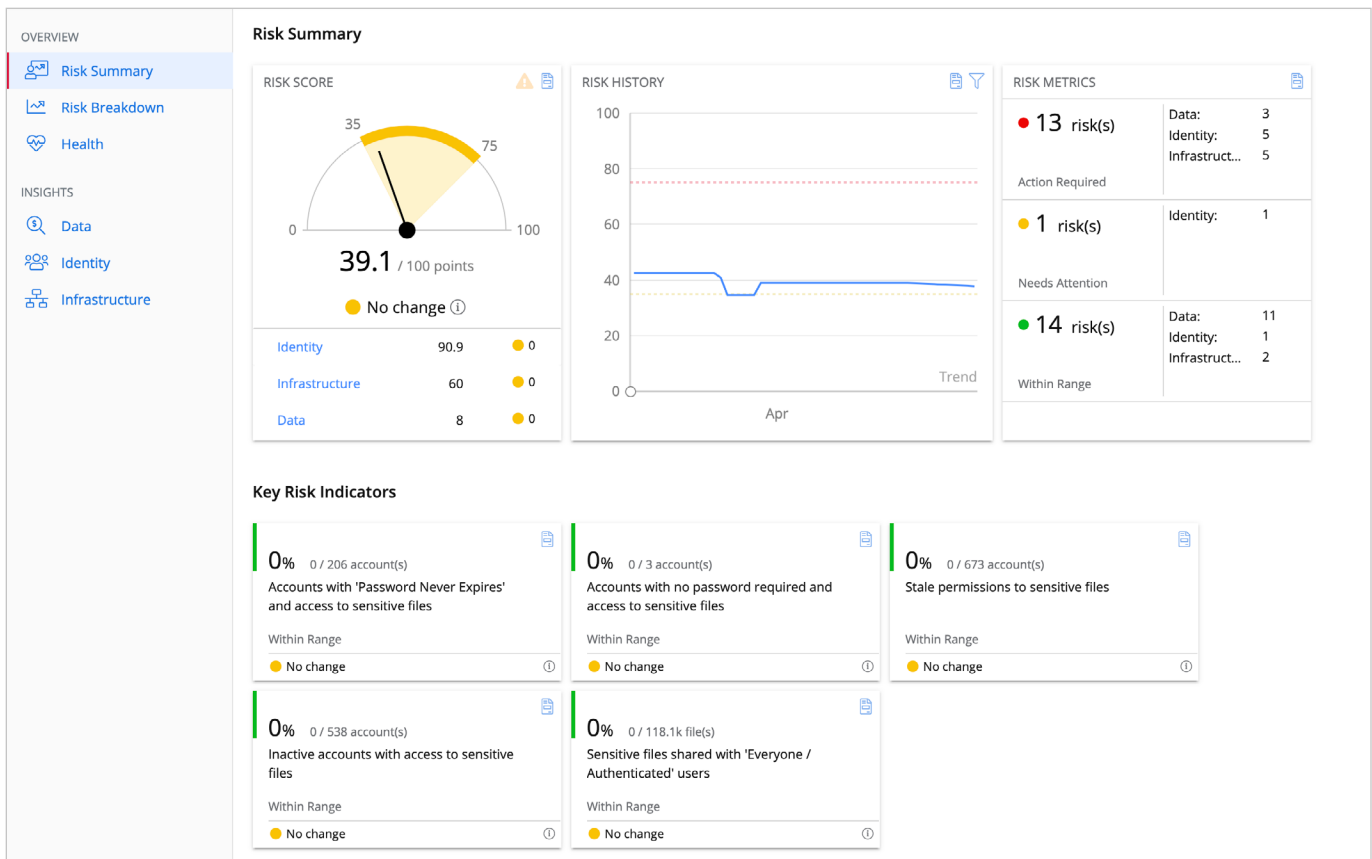 OVERVIEW
Risk Summary
Risk Breakdown
Health
INSIGHTS
Data
Identity
Infrastructure
Risk Summary
RISK SCORE
35
75
0
100
39.1 / 100 points
No change
Identity 90.9 0
Infrastructure 60 0
Data 8 0
RISK HISTORY
100
80
60
40
20
0
Trend
Apr
RISK METRICS
13 risk(s)
Action Required
Data: 3
Identity: 5
Infrastruct... 5
1 risk(s)
Needs Attention
Identity: 1
14 risk(s)
Within Range
Data: 11
Identity: 1
Infrastruct... 2
Key Risk Indicators
0% 0 / 206 account(s)
Accounts with 'Password Never Expires'
and access to sensitive files
Within Range
No change
0% 0 / 3 account(s)
Accounts with no password required and
access to sensitive files
Within Range
No change
0% 0 / 673 account(s)
Stale permissions to sensitive files
Within Range
No change
0% 0 / 538 account(s)
Inactive accounts with access to sensitive
files
Within Range
No change
0% 0 / 118.1k file(s)
Sensitive files shared with 'Everyone /
Authenticated' users
Within Range
No change